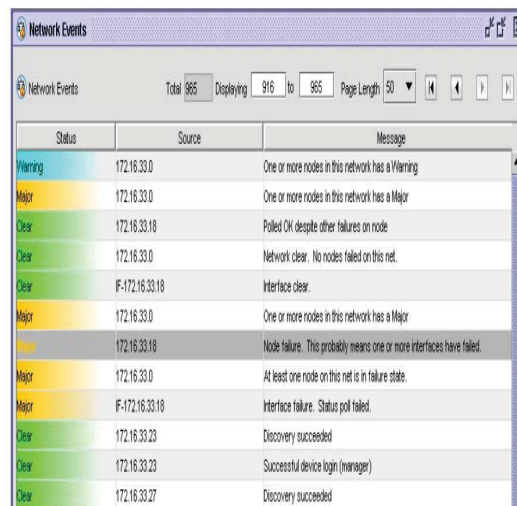 Network Events
Network Events Total 965 Displaying 916 to 965 Page Length 50
Status Source Message
Warning 172.16.33.0 One or more nodes in this network has a Warning
Major 172.16.33.0 One or more nodes in this network has a Major
Clear 172.16.33.18 Polled OK despite other failures on node
Clear 172.16.33.0 Network clear. No nodes failed on this net.
Clear IF-172.16.33.18 Interface clear.
Major 172.16.33.0 One or more nodes in this network has a Major
Major 172.16.33.18 Node failure. This probably means one or more interfaces have failed.
Major 172.16.33.0 At least one node on this net is in failure state.
Major IF-172.16.33.18 Interface failure. Status poll failed.
Clear 172.16.33.23 Discovery succeeded
Clear 172.16.33.23 Successful device login (manager)
Clear 172.16.33.27 Discovery succeeded